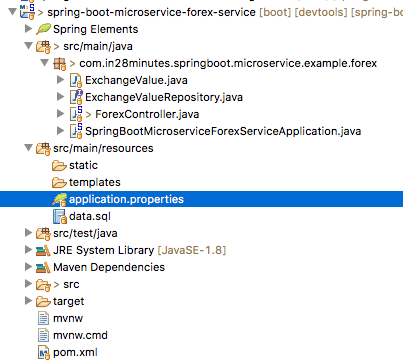 > spring-boot-microservice-forex-service [boot] [devtools] [spring-bo
Spring Elements
> src/main/java
> com.in28minutes.springboot.microservice.example.forex
ExchangeValue.java
ExchangeValueRepository.java
> ForexController.java
SpringBootMicroserviceForexServiceApplication.java
src/main/resources
static
templates
application.properties
data.sql
src/test/java
JRE System Library [JavaSE-1.8]
Maven Dependencies
> src
target
mvnw
mvnw.cmd
pom.xml